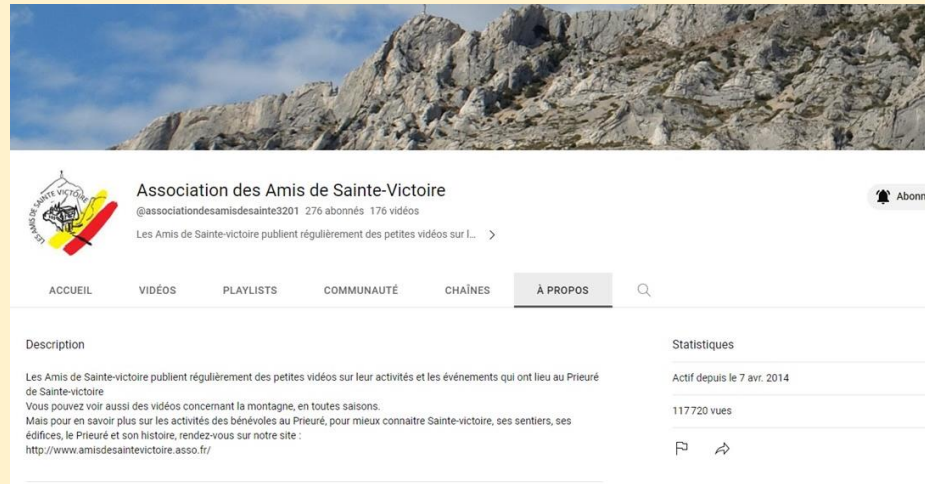 LES AMIS DE SAINTE VICTOIRE
Association des Amis de Sainte-Victoire
@associationdesamisdesainte3201 276 abonnés 176 vidéos
Les Amis de Sainte-victoire publient régulièrement des petites vidéos sur l...
Abonn
ACCUEIL VIDÉOS PLAYLISTS COMMUNAUTÉ CHAÎNES À PROPOS
Description
Les Amis de Sainte-victoire publient régulièrement des petites vidéos sur leur activités et les événements qui ont lieu au Prieuré
de Sainte-victoire
Vous pouvez voir aussi des vidéos concernant la montagne, en toutes saisons.
Mais pour en savoir plus sur les activités des bénévoles au Prieuré, pour mieux connaitre Sainte-victoire, ses sentiers, ses
édifices, le Prieuré et son histoire, rendez-vous sur notre site :
http://www.amisdesaintevictoire.asso.fr/
Statistiques
Actif depuis le 7 avr. 2014
117 720 vues